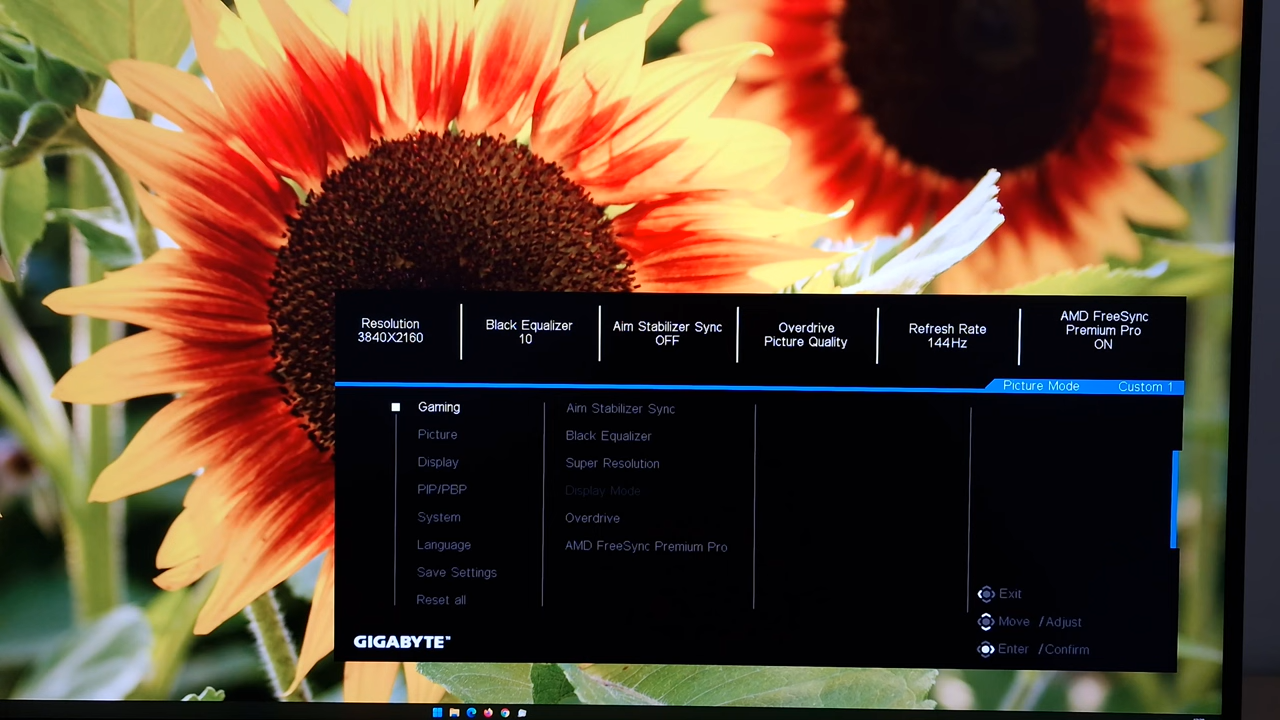 Resolution
3840X2160
Black Equalizer
10
Aim Stabilizer Sync
OFF
Overdrive
Picture Quality
Refresh Rate
144Hz
AMD FreeSync
Premium Pro
ON
Picture Mode Custom 1
Gaming
Picture
Display
PIP/PBP
System
Language
Save Settings
Reset all
Aim Stabilizer Sync
Black Equalizer
Super Resolution
Display Mode
Overdrive
AMD FreeSync Premium Pro
Exit
Move /Adjust
Enter /Confirm
GIGABYTE™